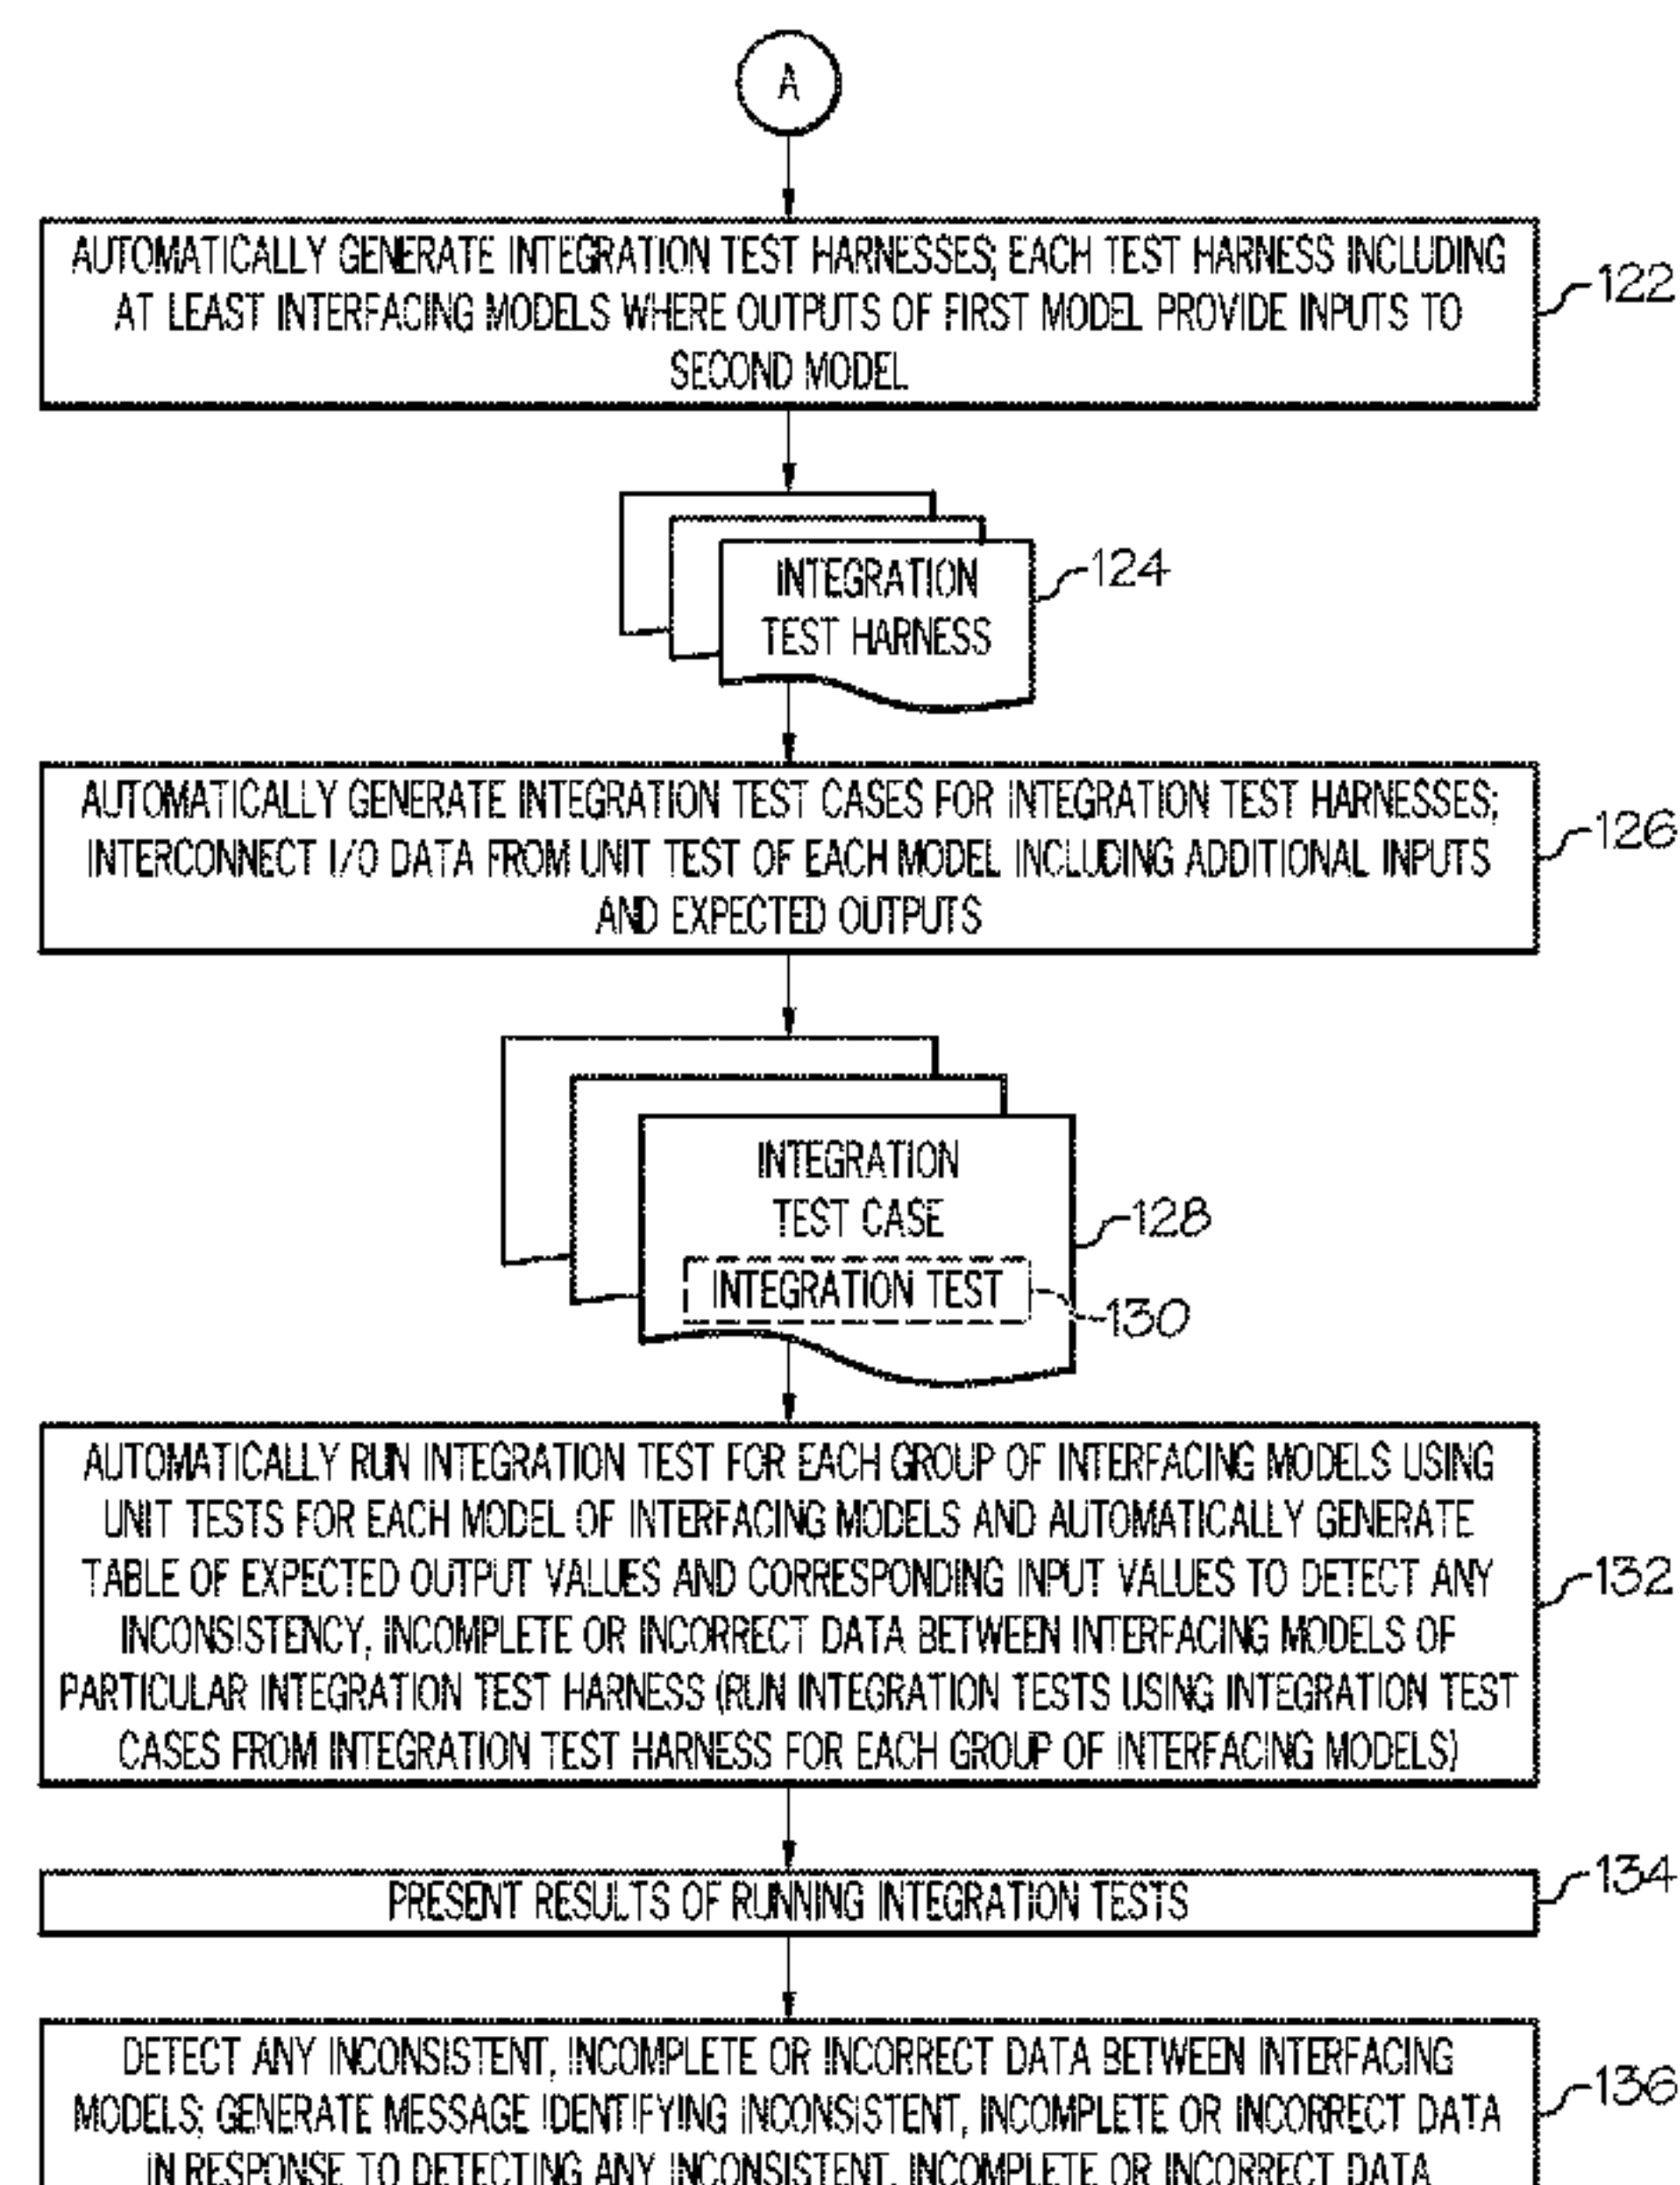 A
AUTOMATICALLY GENERATE INTEGRATION TEST HARNESSES; EACH TEST HARNESS INCLUDING
AT LEAST INTERFACING MODELS WHERE OUTPUTS OF FIRST MODEL PROVIDE INPUTS TO
SECOND MODEL
122
INTEGRATION
TEST HARNESS
124
AUTOMATICALLY GENERATE INTEGRATION TEST CASES FOR INTEGRATION TEST HARNESSES;
INTERCONNECT I/O DATA FROM UNIT TEST OF EACH MODEL INCLUDING ADDITIONAL INPUTS
AND EXPECTED OUTPUTS
126
INTEGRATION
TEST CASE
128
INTEGRATION TEST
130
AUTOMATICALLY RUN INTEGRATION TEST FOR EACH GROUP OF INTERFACING MODELS USING
UNIT TESTS FOR EACH MODEL OF INTERFACING MODELS AND AUTOMATICALLY GENERATE
TABLE OF EXPECTED OUTPUT VALUES AND CORRESPONDING INPUT VALUES TO DETECT ANY
INCONSISTENCY, INCOMPLETE OR INCORRECT DATA BETWEEN INTERFACING MODELS OF
PARTICULAR INTEGRATION TEST HARNESS (RUN INTEGRATION TESTS USING INTEGRATION TEST
CASES FROM INTEGRATION TEST HARNESS FOR EACH GROUP OF INTERFACING MODELS)
132
PRESENT RESULTS OF RUNNING INTEGRATION TESTS
134
DETECT ANY INCONSISTENT, INCOMPLETE OR INCORRECT DATA BETWEEN INTERFACING
MODELS; GENERATE MESSAGE IDENTIFYING INCONSISTENT, INCOMPLETE OR INCORRECT DATA
IN RESPONSE TO DETECTING ANY INCONSISTENT, INCOMPLETE OR INCORRECT DATA
136